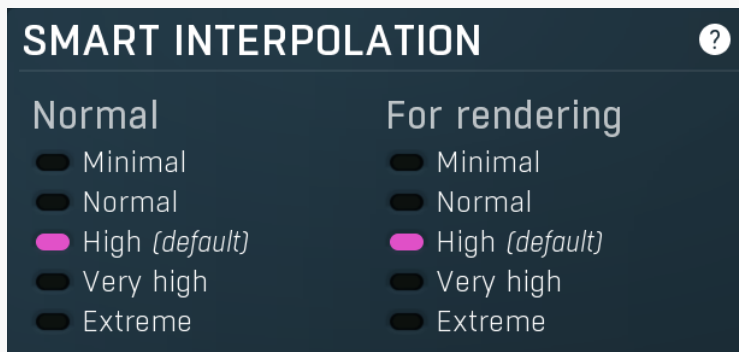 SMART INTERPOLATION ?
Normal
Minimal
Normal
High (default)
Very high
Extreme
For rendering
Minimal
Normal
High (default)
Very high
Extreme